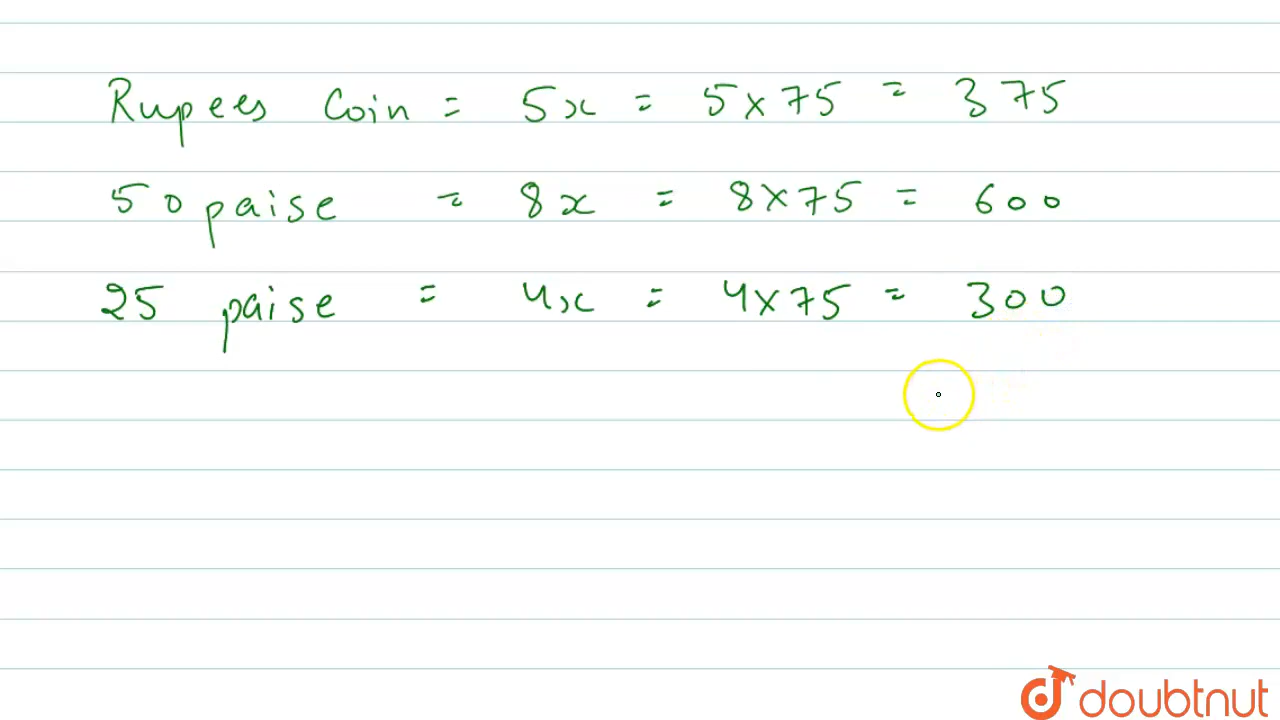 Rupees Coin = 5x = 5x75 = 375
50 paise = 8x = 8x75 = 600
25 paise = 4x = 4x75 = 300
doubtnut